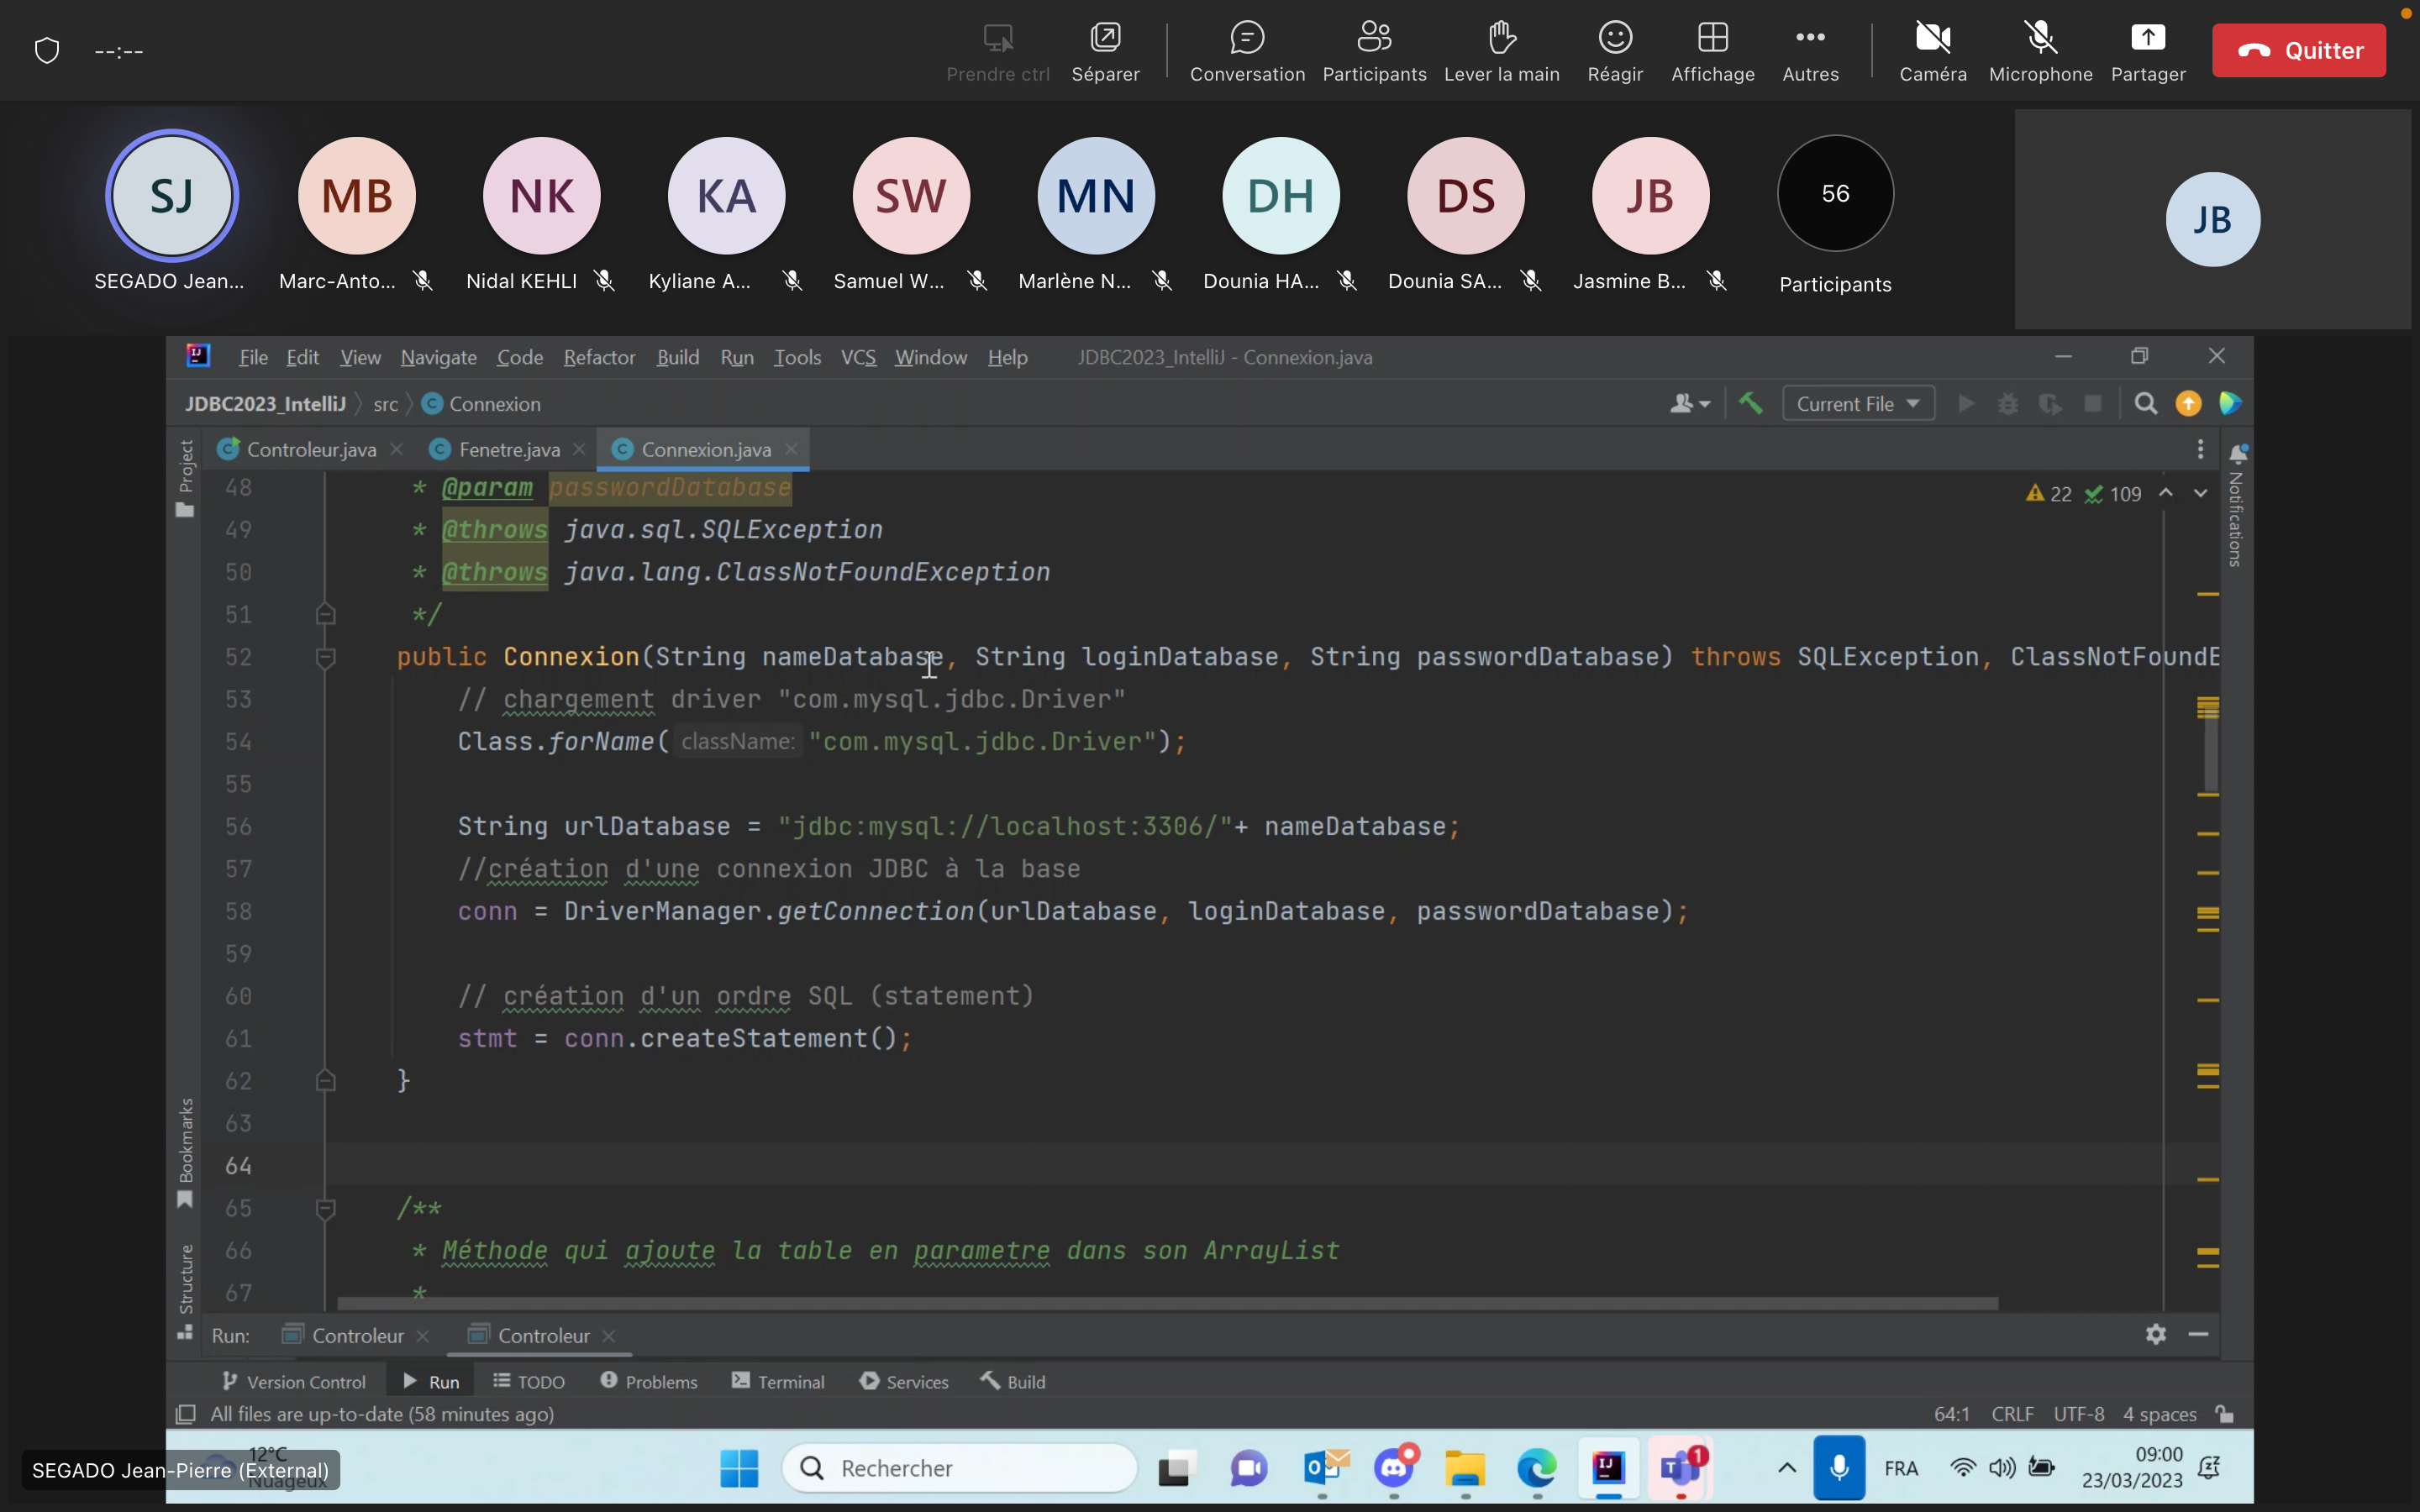 --:--
Prendre ctrl
Séparer
Conversation
Participants
Lever la main
Réagir
Affichage
Autres
Caméra
Microphone
Partager
Quitter
SJ
MB
NK
KA
SW
MN
DH
DS
JB
56
JB
SEGADO Jean...
Marc-Anto...
Nidal KEHLI
Kyliane A...
Samuel W...
Marlène N...
Dounia HA...
Dounia SA...
Jasmine B...
Participants
IJ
File Edit View Navigate Code Refactor Build Run Tools VCS Window Help
JDBC2023_IntelliJ - Connexion.java
JDBC2023_IntelliJ
src
C Connexion
Current File
Project
Controleur.java
Fenetre.java
Connexion.java
22
109
Notifications
48 * @param passwordDatabase
49 * @throws java.sql.SQLException
50 * @throws java.lang.ClassNotFoundException
51 */
52 public Connexion(String nameDatabase, String loginDatabase, String passwordDatabase) throws SQLException, ClassNotFoundE
53 // chargement driver "com.mysql.jdbc.Driver"
54 Class.forName( className: "com.mysql.jdbc.Driver");
55
56 String urlDatabase = "jdbc:mysql://localhost:3306/"+ nameDatabase;
57 //création d'une connexion JDBC à la base
58 conn = DriverManager.getConnection(urlDatabase, loginDatabase, passwordDatabase);
59
60 // création d'un ordre SQL (statement)
61 stmt = conn.createStatement();
62 }
63
64
65 /**
66 * Méthode qui ajoute la table en parametre dans son ArrayList
67 *
Bookmarks
Structure
Run:
Controleur
Controleur
Version Control
Run
TODO
Problems
Terminal
Services
Build
All files are up-to-date (58 minutes ago)
64:1 CRLF UTF-8 4 spaces
12°C
Nuageux
SEGADO Jean-Pierre (External)
Rechercher
IJ
1
FRA
09:00
23/03/2023